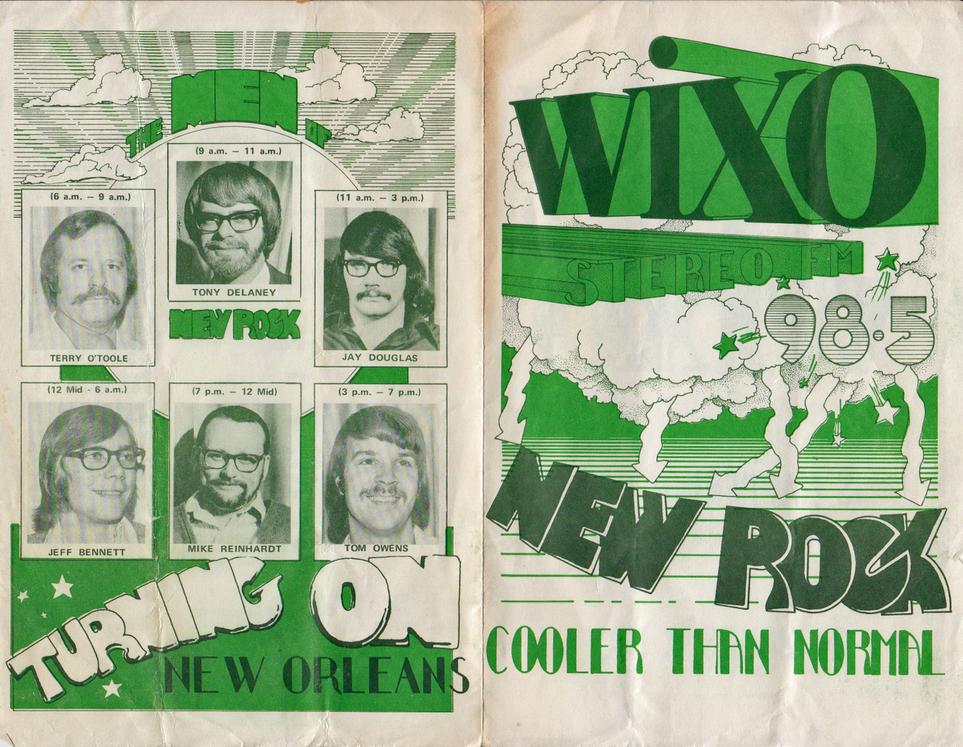 THE MEN OF
(9 a.m. – 11 a.m.)
TONY DELANEY
NEW ROCK
(6 a.m. – 9 a.m.)
TERRY O'TOOLE
(11 a.m. – 3 p.m.)
JAY DOUGLAS
(12 Mid - 6 a.m.)
JEFF BENNETT
(7 p.m. – 12 Mid)
MIKE REINHARDT
(3 p.m. – 7 p.m.)
TOM OWENS
TURNING ON
NEW ORLEANS
WIXO
STEREO FM
98.5
NEW ROCK
COOLER THAN NORMAL